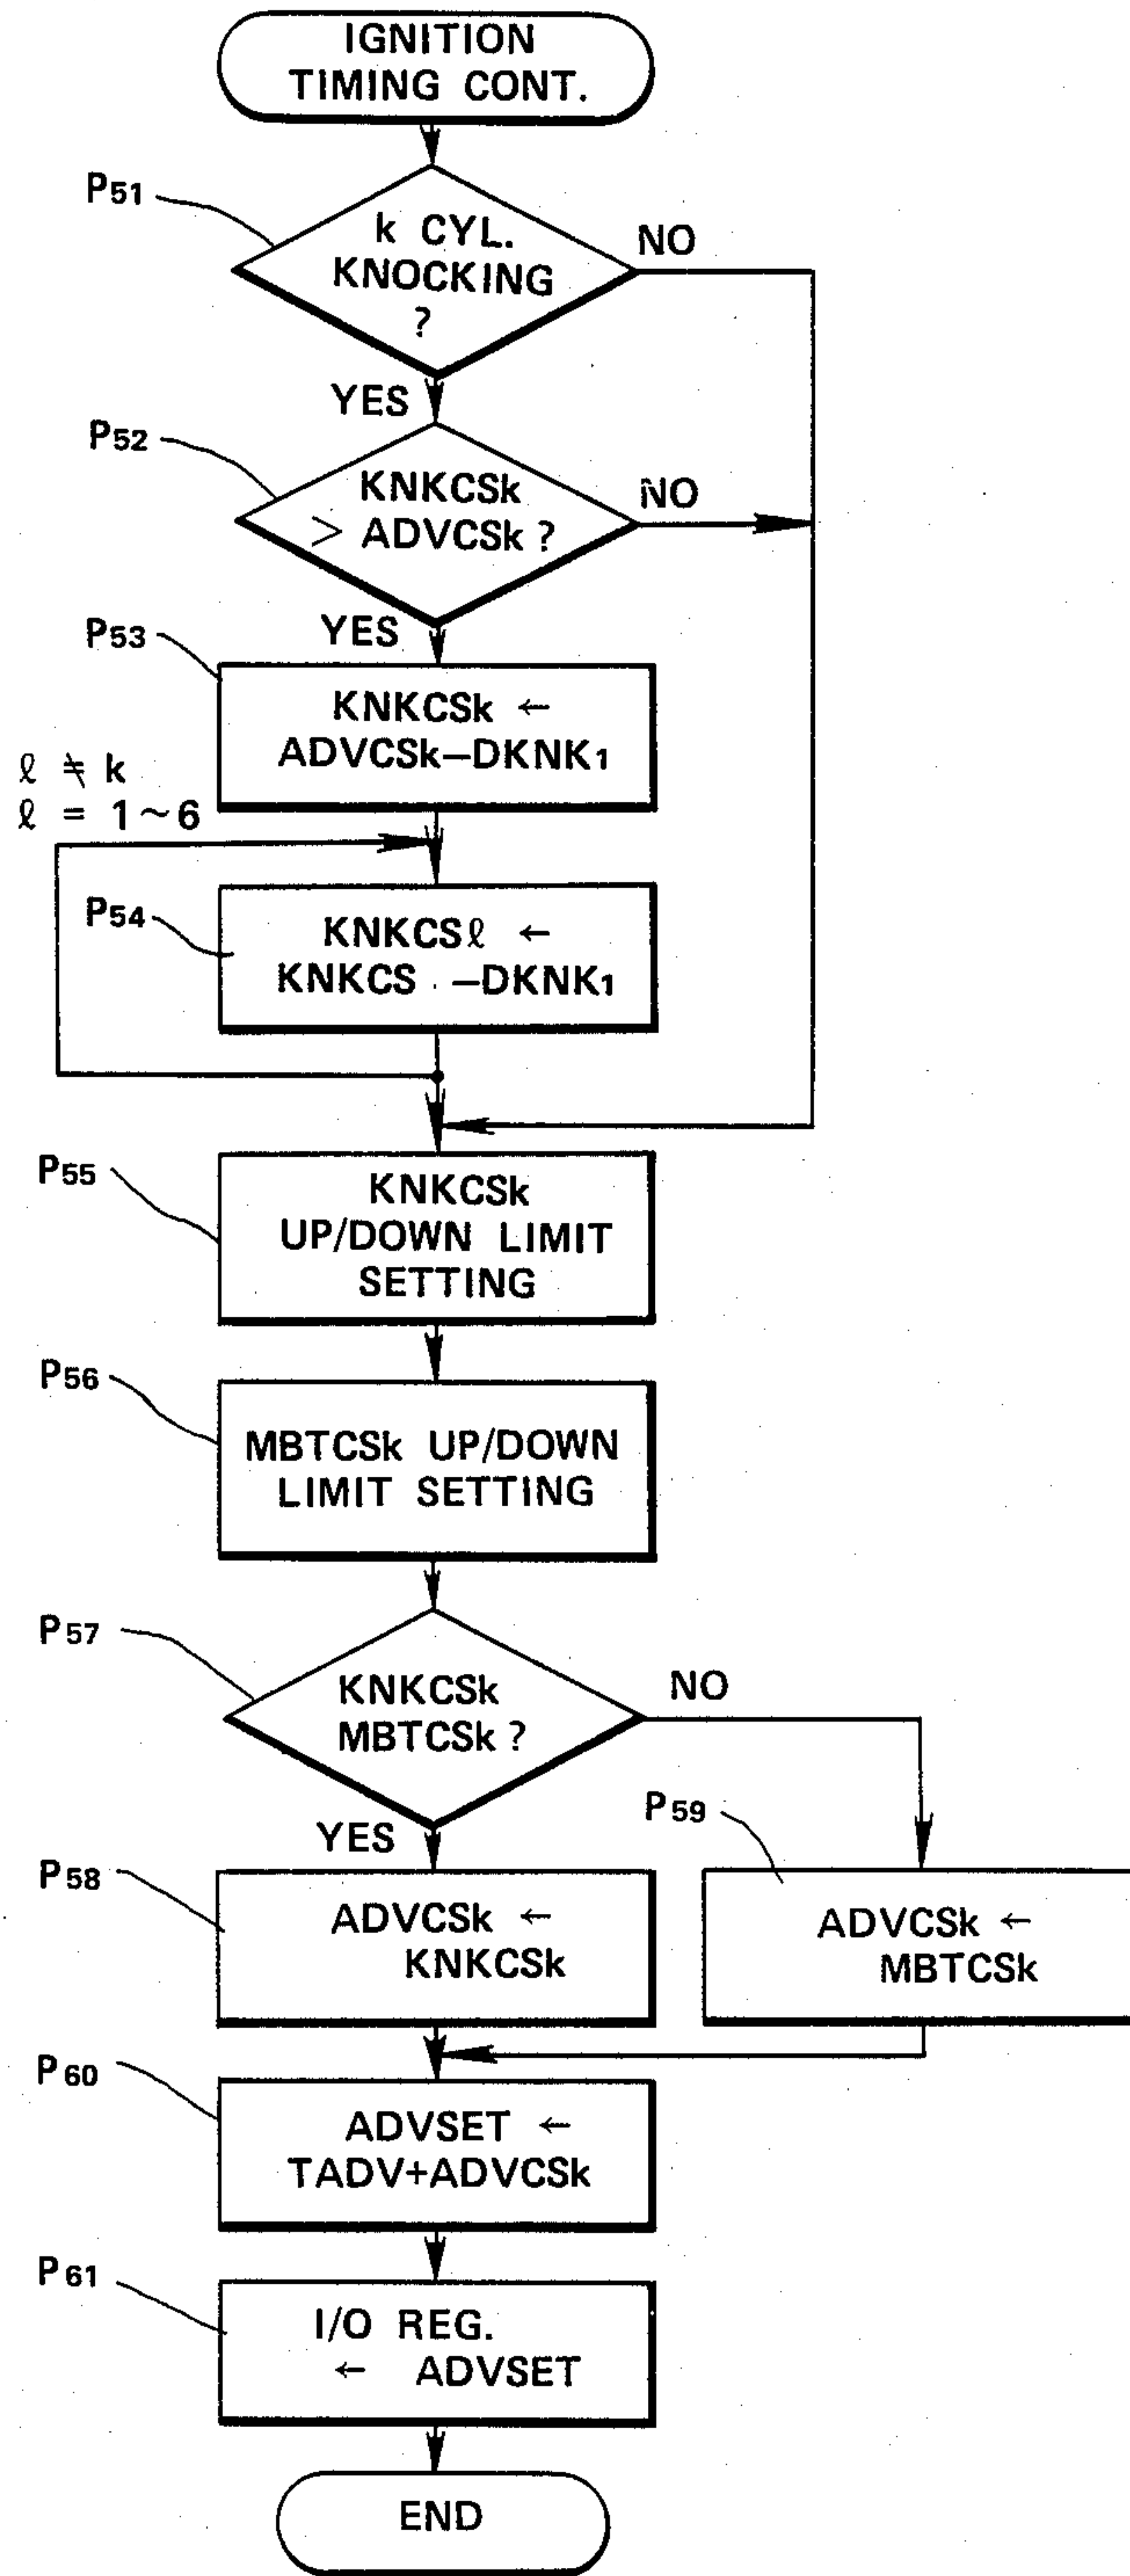 IGNITION
TIMING CONT.
P51
k CYL.
KNOCKING
?
NO
YES
P52
KNKCSk
> ADVCSk ?
NO
YES
P53
KNKCSk ←
ADVCSk−DKNK1
ℓ ≠ k
ℓ = 1~6
P54
KNKCSℓ ←
KNKCS −DKNK1
P55
KNKCSk
UP/DOWN LIMIT
SETTING
P56
MBTCSk UP/DOWN
LIMIT SETTING
P57
KNKCSk
MBTCSk ?
NO
YES
P58
ADVCSk ←
KNKCSk
P59
ADVCSk ←
MBTCSk
P60
ADVSET ←
TADV+ADVCSk
P61
I/O REG.
← ADVSET
END